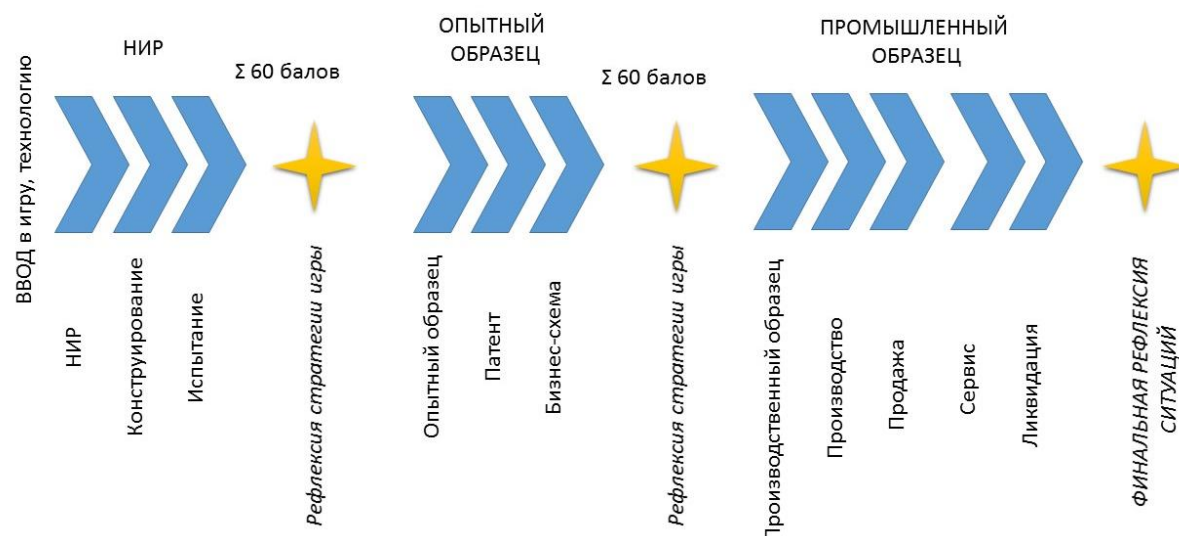 ВВОД в игру, технологию
НИР
Σ 60 балов
ОПЫТНЫЙ
ОБРАЗЕЦ
Σ 60 балов
ПРОМЫШЛЕННЫЙ
ОБРАЗЕЦ
НИР
Конструирование
Испытание
Рефлексия стратегии игры
Опытный образец
Патент
Бизнес-схема
Рефлексия стратегии игры
Производственный образец
Производство
Продажа
Сервис
Ликвидация
ФИНАЛЬНАЯ РЕФЛЕКСИЯ
СИТУАЦИЙ